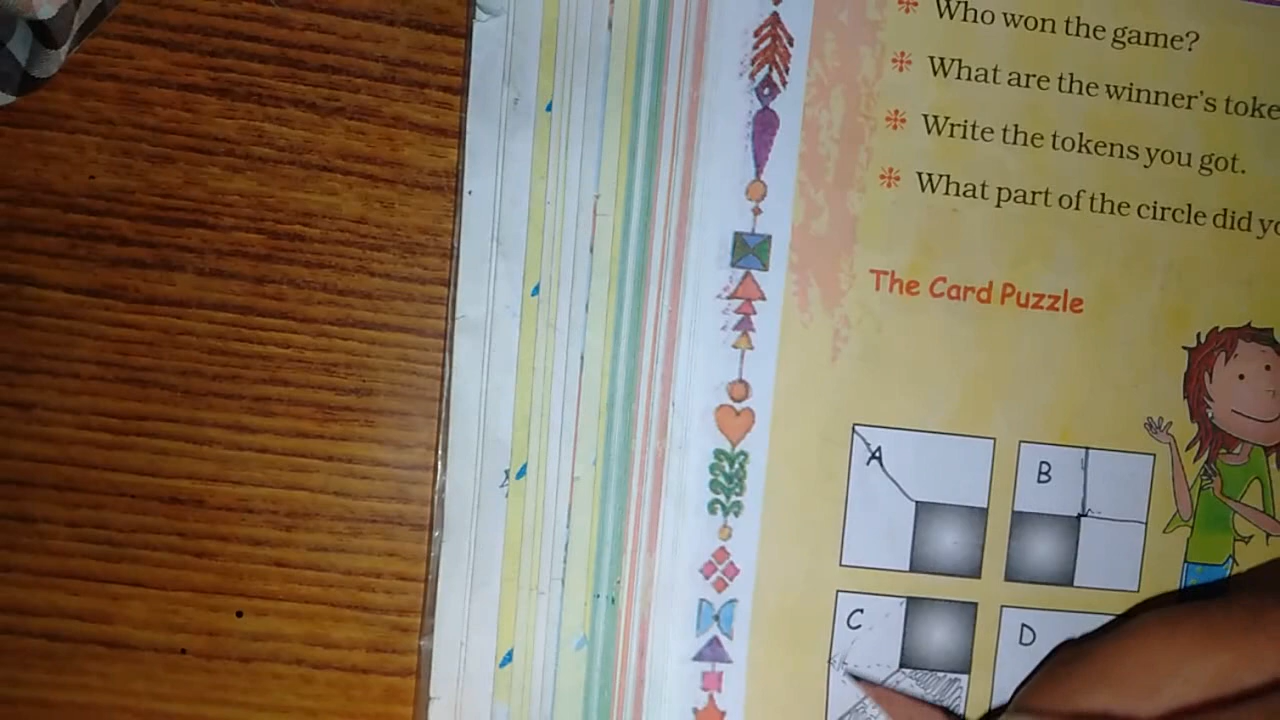 Who won the game?
What are the winner's toke
Write the tokens you got.
What part of the circle did yo
The Card Puzzle
A
B
C
D